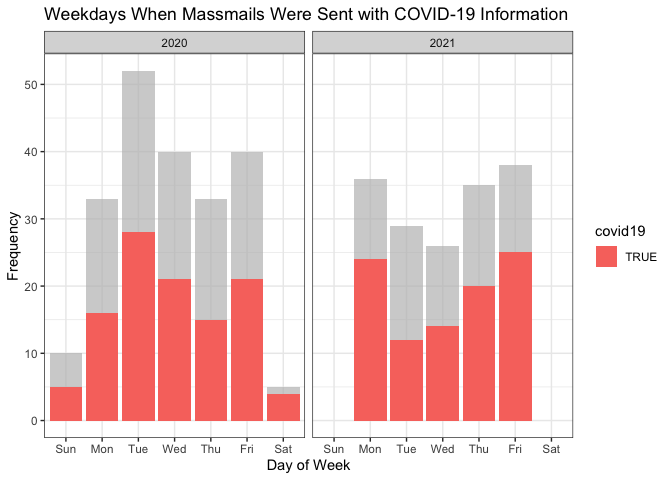 Weekdays When Massmails Were Sent with COVID-19 Information
2020 2021
50
40
30
20
10
0
Frequency
Sun Mon Tue Wed Thu Fri Sat Sun Mon Tue Wed Thu Fri Sat
Day of Week
covid19
TRUE